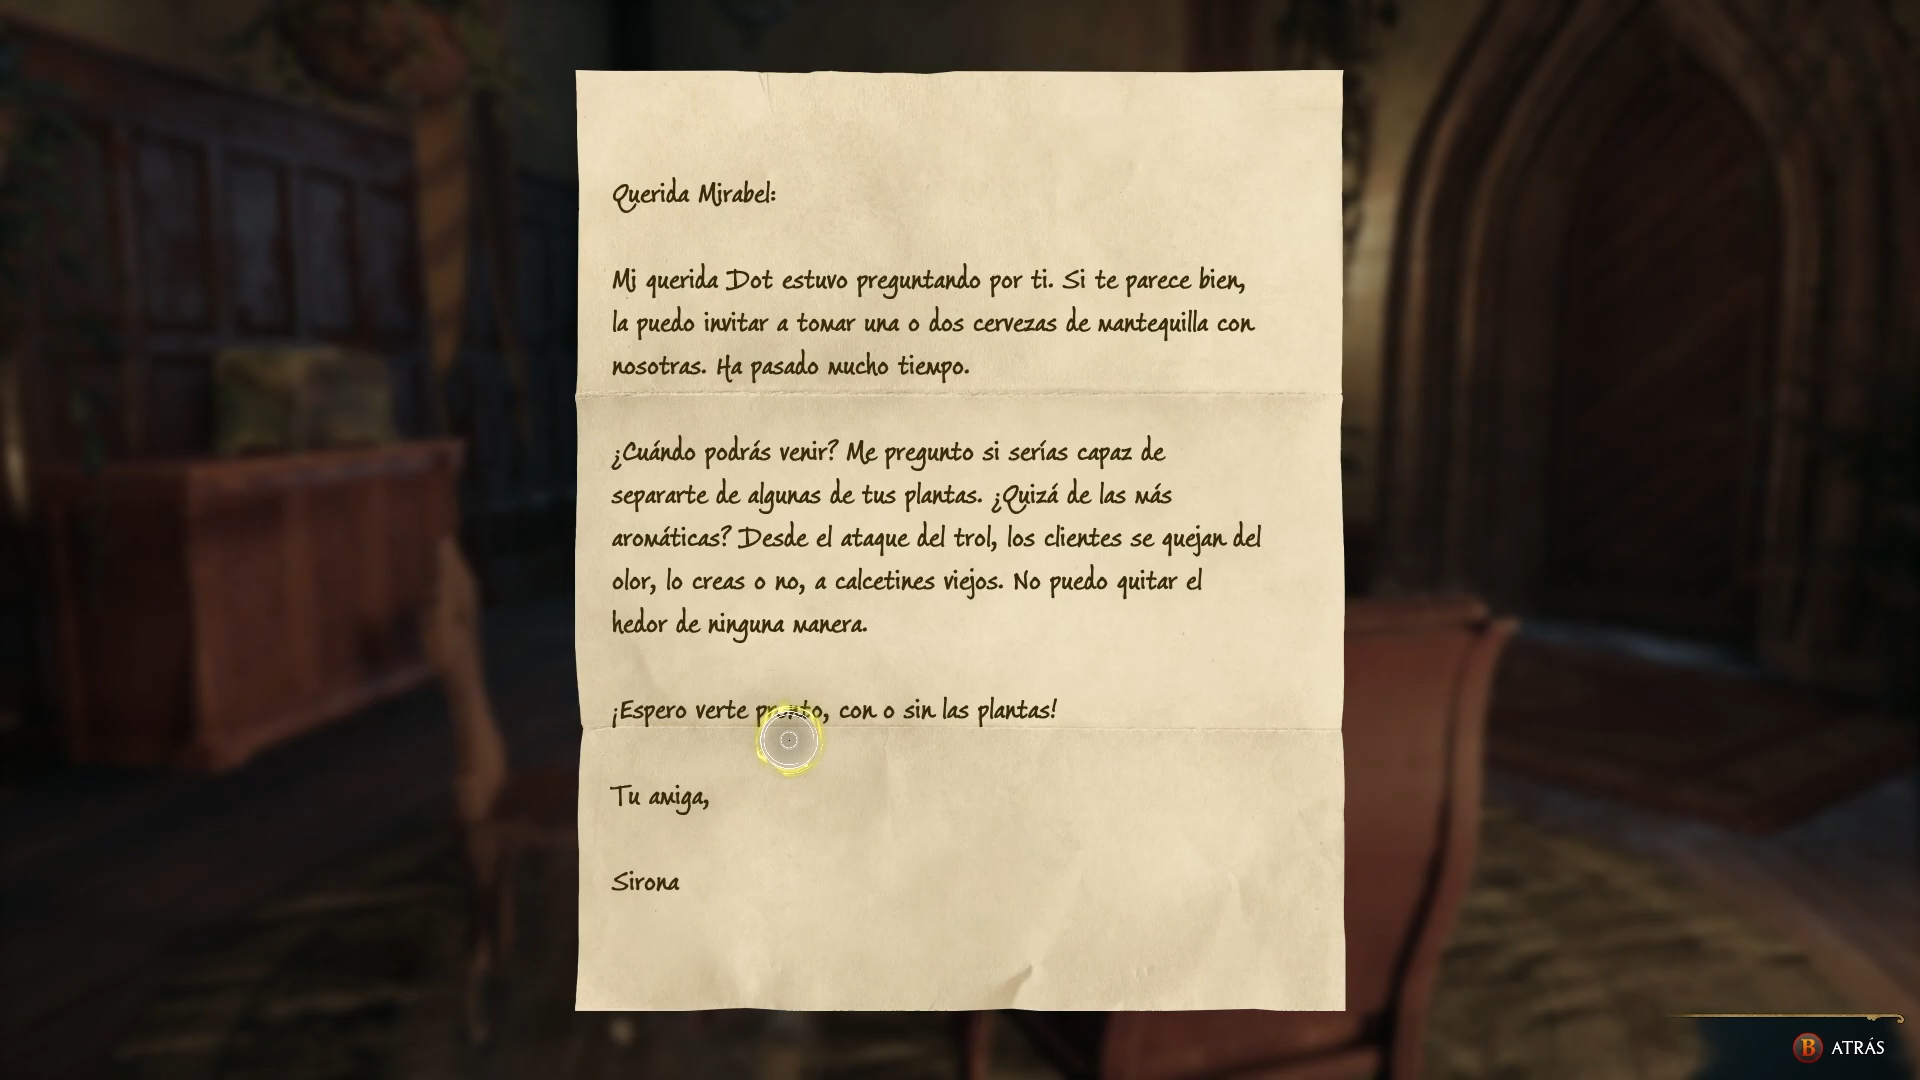 Querida Mirabel:
Mi querida Dot estuvo preguntando por ti. Si te parece bien,
la puedo invitar a tomar una o dos cervezas de mantequilla con
nosotras. Ha pasado mucho tiempo.
¿Cuándo podrás venir? Me pregunto si serías capaz de
separarte de algunas de tus plantas. ¿Quizá de las más
aromáticas? Desde el ataque del trol, los clientes se quejan del
olor, lo creas o no, a calcetines viejos. No puedo quitar el
hedor de ninguna manera.
¡Espero verte pronto, con o sin las plantas!
Tu amiga,
Sirona
B ATRÁS